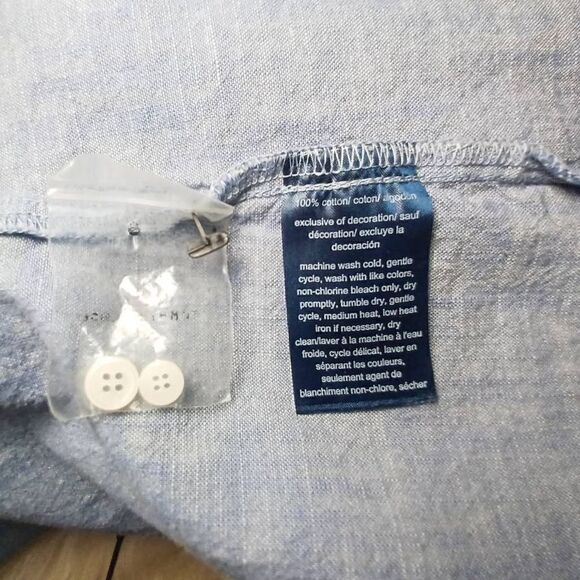 100% cotton/ coton/ algodon
exclusive of decoration/ sauf
décoration/ excluye la
decoración
machine wash cold, gentle
cycle, wash with like colors,
non-chlorine bleach only, dry
promptly, tumble dry, gentle
cycle, medium heat, low heat
iron if necessary, dry
clean/laver à la machine à l'eau
froide, cycle délicat, laver en
séparant les couleurs,
seulement agent de
blanchiment non-chlore, sécher